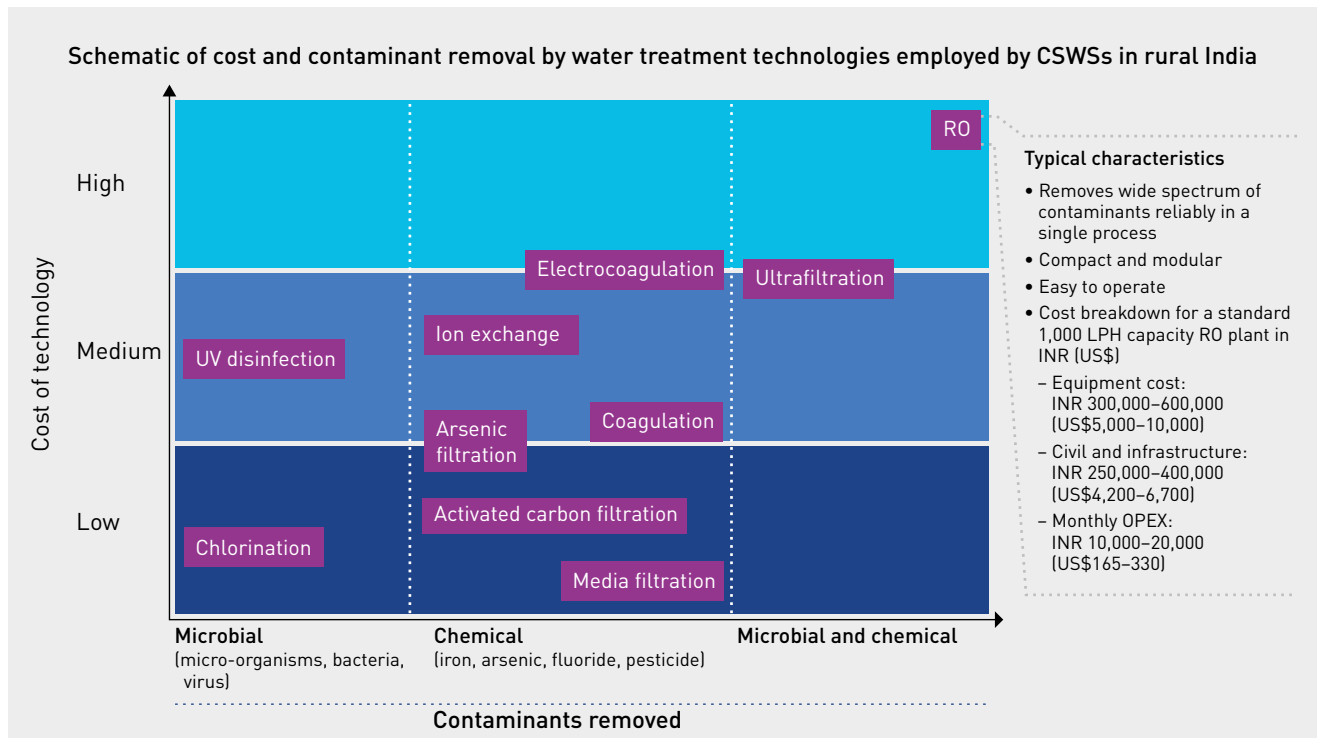 Schematic of cost and contaminant removal by water treatment technologies employed by CSWSs in rural India
Cost of technology
High
Medium
Low
RO
Electrocoagulation
Ultrafiltration
Ion exchange
UV disinfection
Coagulation
Arsenic
filtration
Activated carbon filtration
Chlorination
Media filtration
Microbial
(micro-organisms, bacteria,
virus)
Chemical
(iron, arsenic, fluoride, pesticide)
Microbial and chemical
Contaminants removed
Typical characteristics
• Removes wide spectrum of
contaminants reliably in a
single process
• Compact and modular
• Easy to operate
• Cost breakdown for a standard
1,000 LPH capacity RO plant in
INR (US$)
– Equipment cost:
INR 300,000–600,000
(US$5,000–10,000)
– Civil and infrastructure:
INR 250,000–400,000
(US$4,200–6,700)
– Monthly OPEX:
INR 10,000–20,000
(US$165–330)